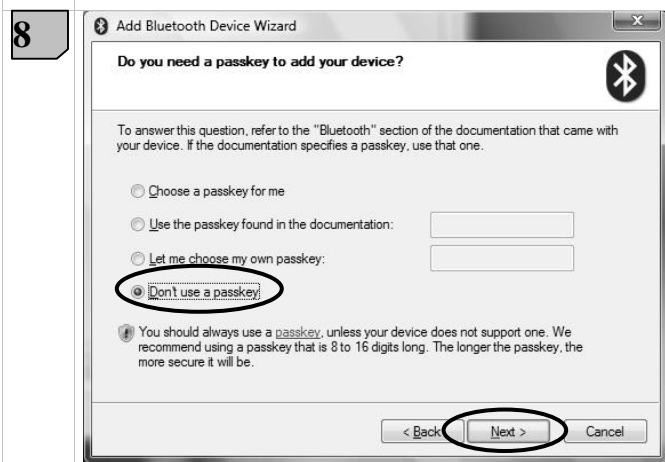 8
Add Bluetooth Device Wizard
Do you need a passkey to add your device?
To answer this question, refer to the "Bluetooth" section of the documentation that came with
your device. If the documentation specifies a passkey, use that one.
Choose a passkey for me
Use the passkey found in the documentation:
Let me choose my own passkey:
Don't use a passkey
You should always use a passkey, unless your device does not support one. We
recommend using a passkey that is 8 to 16 digits long. The longer the passkey, the
more secure it will be.
< Back Next > Cancel